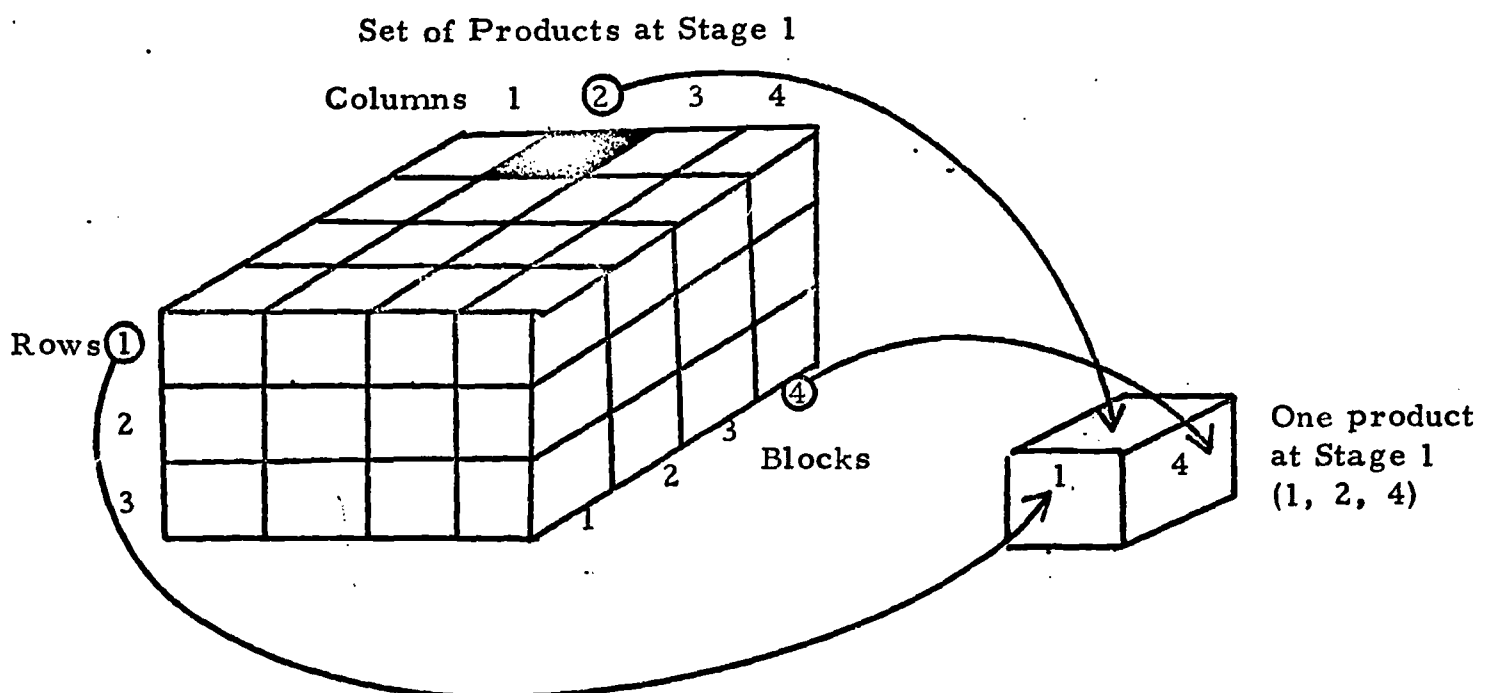 Set of Products at Stage 1
Columns 1 2 3 4
Rows 1
2
3
1
2
3
4
Blocks
1
4
One product
at Stage 1
(1, 2, 4)